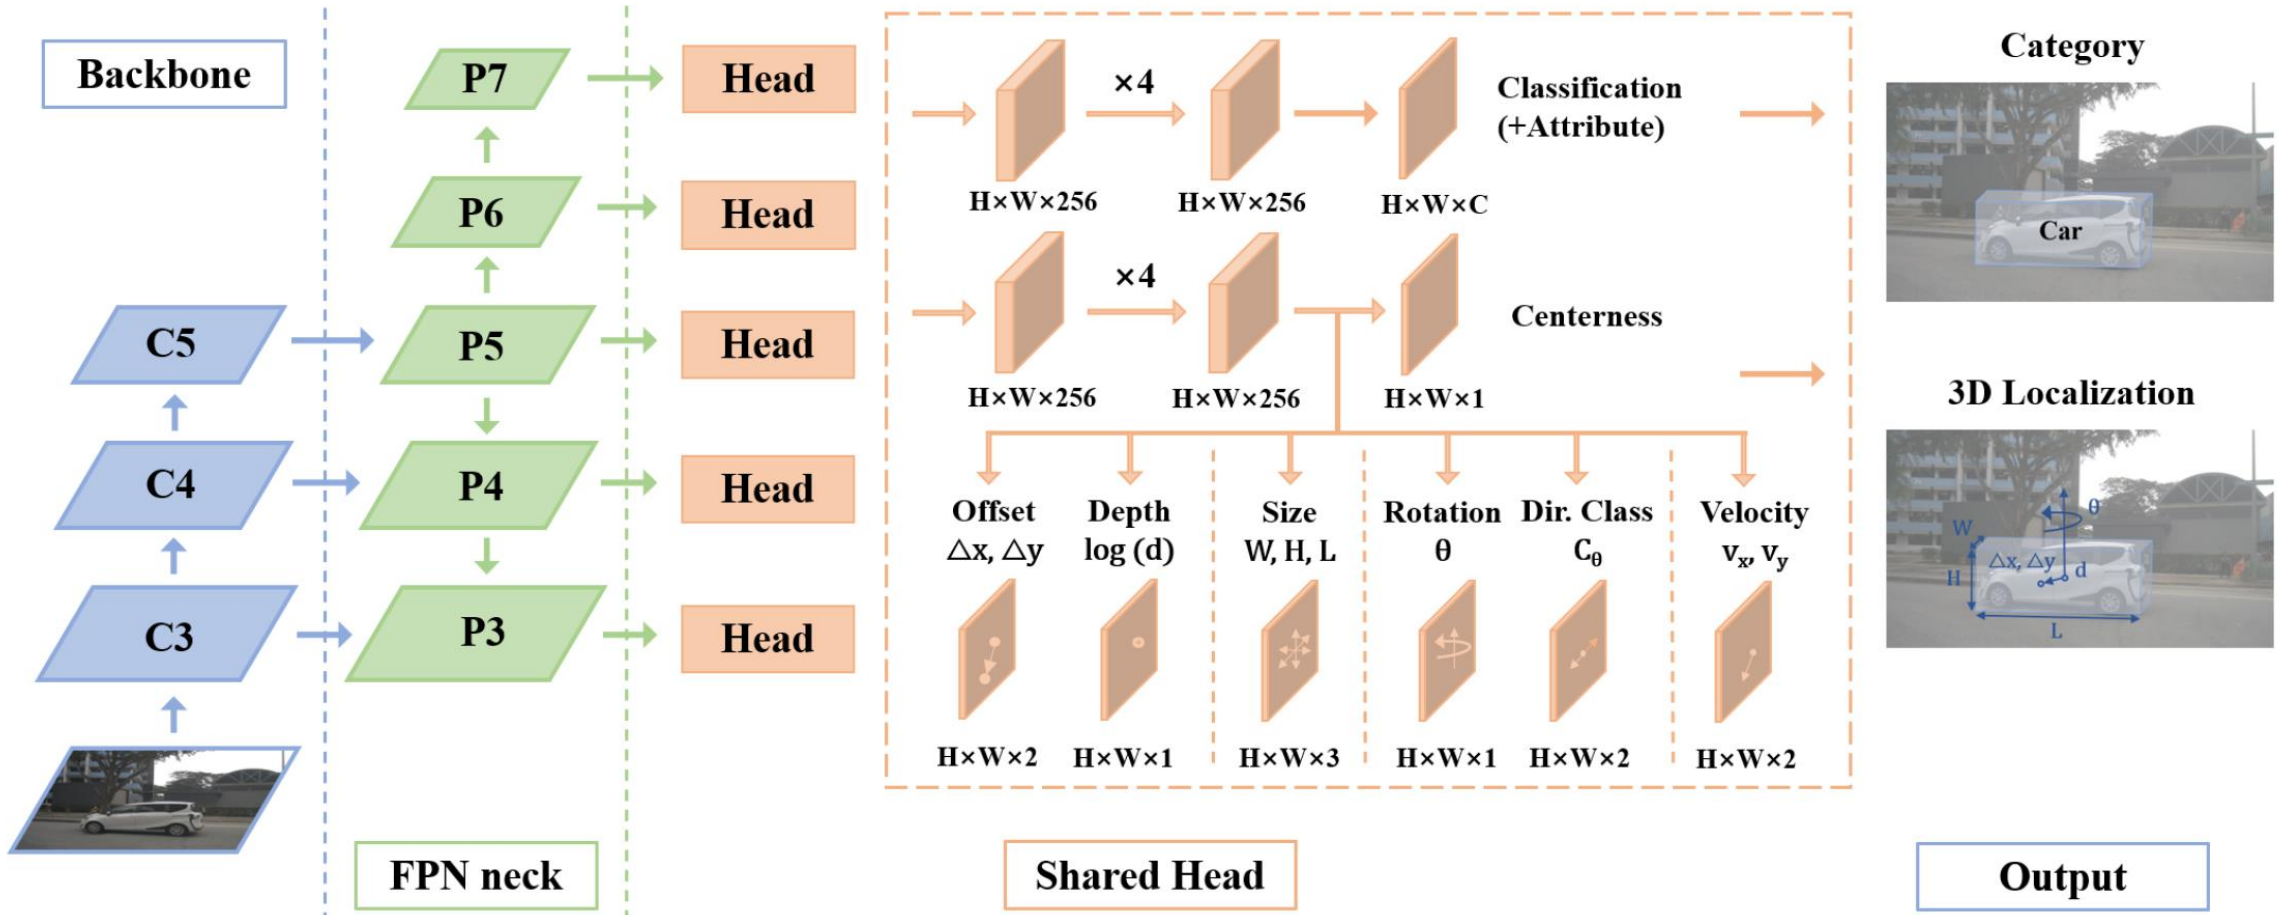 Backbone
C5
C4
C3
P7
P6
P5
P4
P3
FPN neck
Head
Head
Head
Head
Head
×4
Classification
(+Attribute)
H×W×256
H×W×256
H×W×C
×4
Centerness
H×W×256
H×W×256
H×W×1
Offset
△x, △y
H×W×2
Depth
log (d)
H×W×1
Size
W, H, L
H×W×3
Rotation
θ
H×W×1
Dir. Class
Cθ
H×W×2
Velocity
vx, vy
H×W×2
Shared Head
Category
Car
3D Localization
θ
W
△x, △y
d
H
L
Output